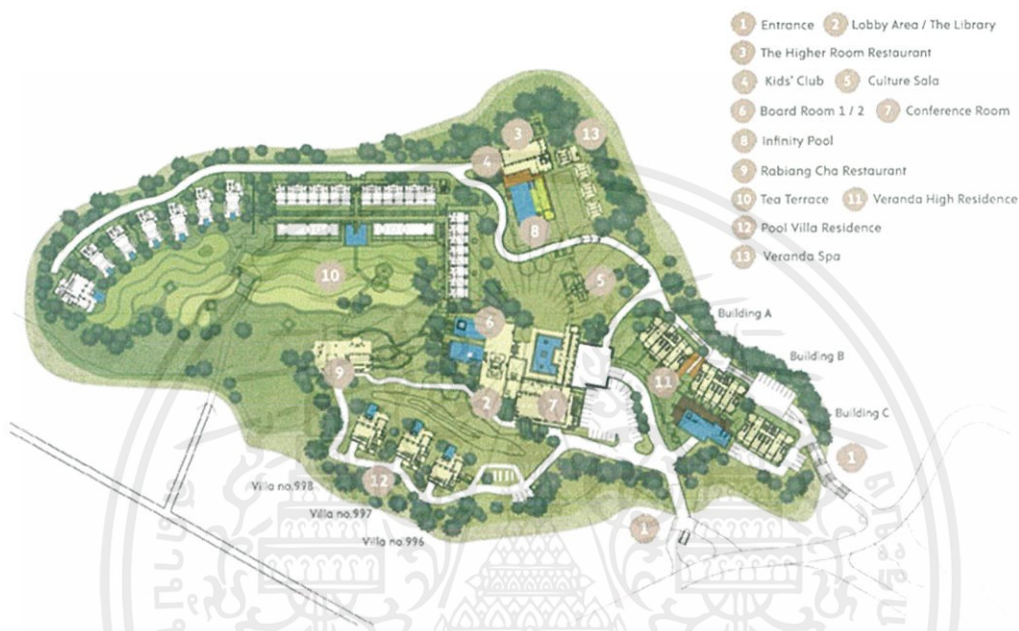 1 Entrance 2 Lobby Area / The Library
3 The Higher Room Restaurant
4 Kids' Club 5 Culture Sala
6 Board Room 1 / 2 7 Conference Room
8 Infinity Pool
9 Rabiang Cha Restaurant
10 Tea Terrace 11 Veranda High Residence
12 Pool Villa Residence
13 Veranda Spa
3
13
4
8
10
5
Building A
6
Building B
9
11
2
7
Building C
1
12
Villa no.998
Villa no.997
1
Villa no.996